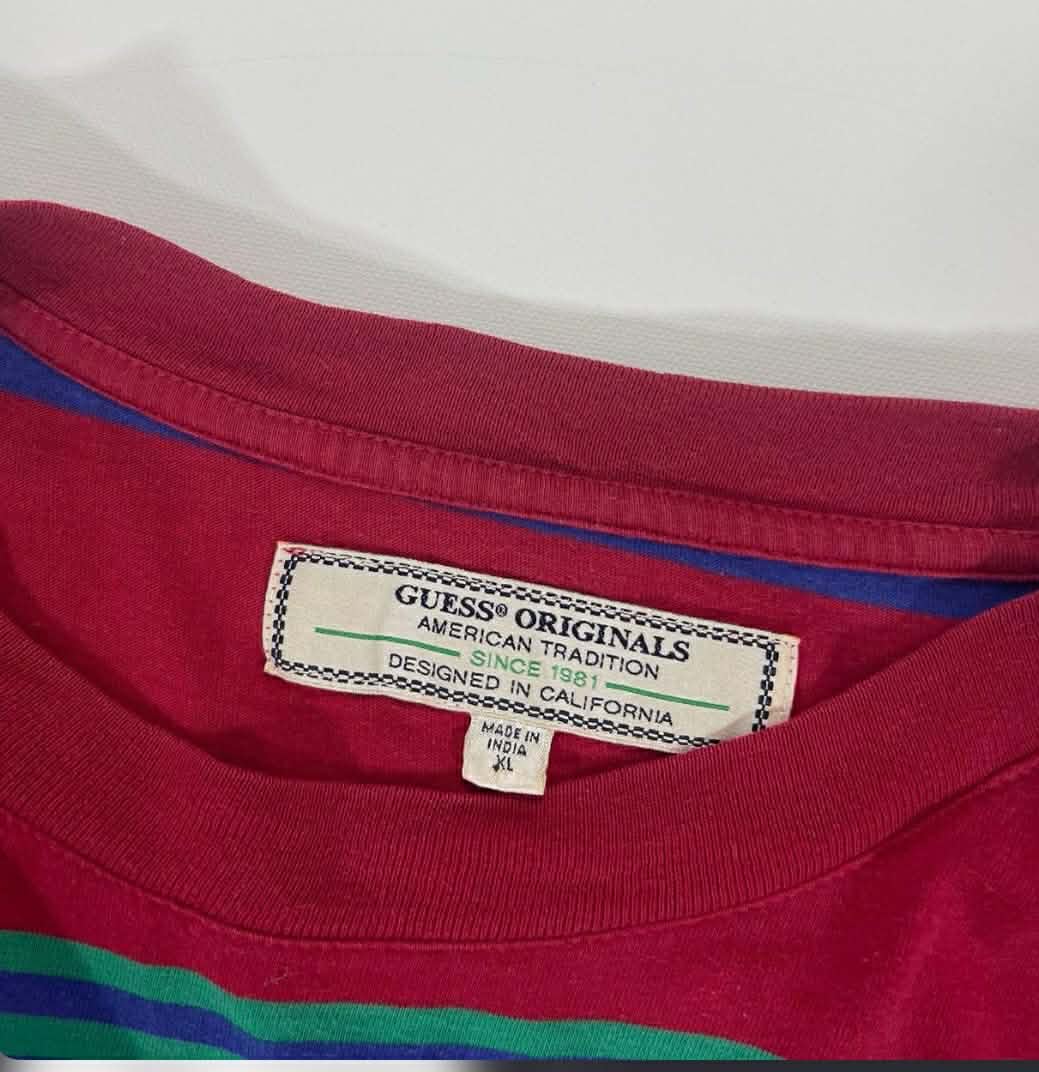 GUESS® ORIGINALS
AMERICAN TRADITION
SINCE 1981
DESIGNED IN CALIFORNIA
MADE IN
INDIA
XL